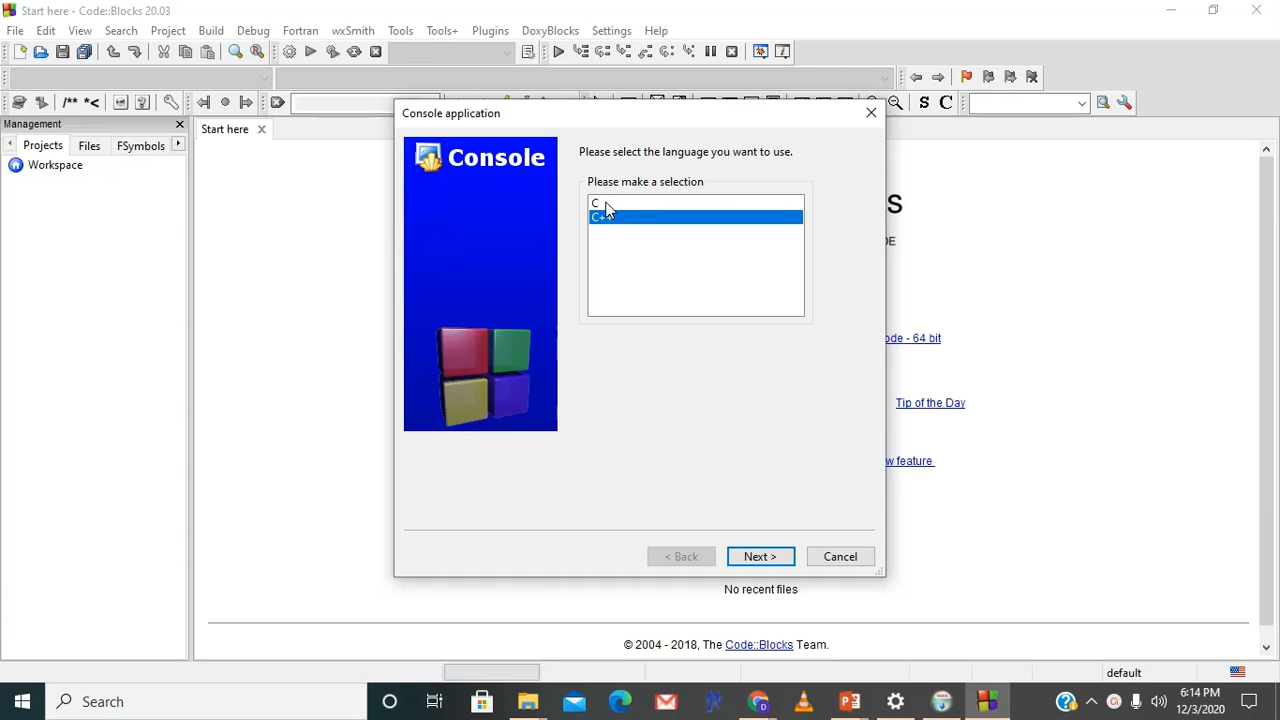 Start here - Code::Blocks 20.03
File Edit View Search Project Build Debug Fortran wxSmith Tools Tools+ Plugins DoxyBlocks Settings Help
/** *<
S C
Management
Projects Files FSymbols
Workspace
Start here
Console application
Console
Please select the language you want to use.
Please make a selection
C
C++
S
DE
ode - 64 bit
Tip of the Day
w feature
< Back Next > Cancel
No recent files
© 2004 - 2018, The Code::Blocks Team.
default
Search
6:14 PM
12/3/2020